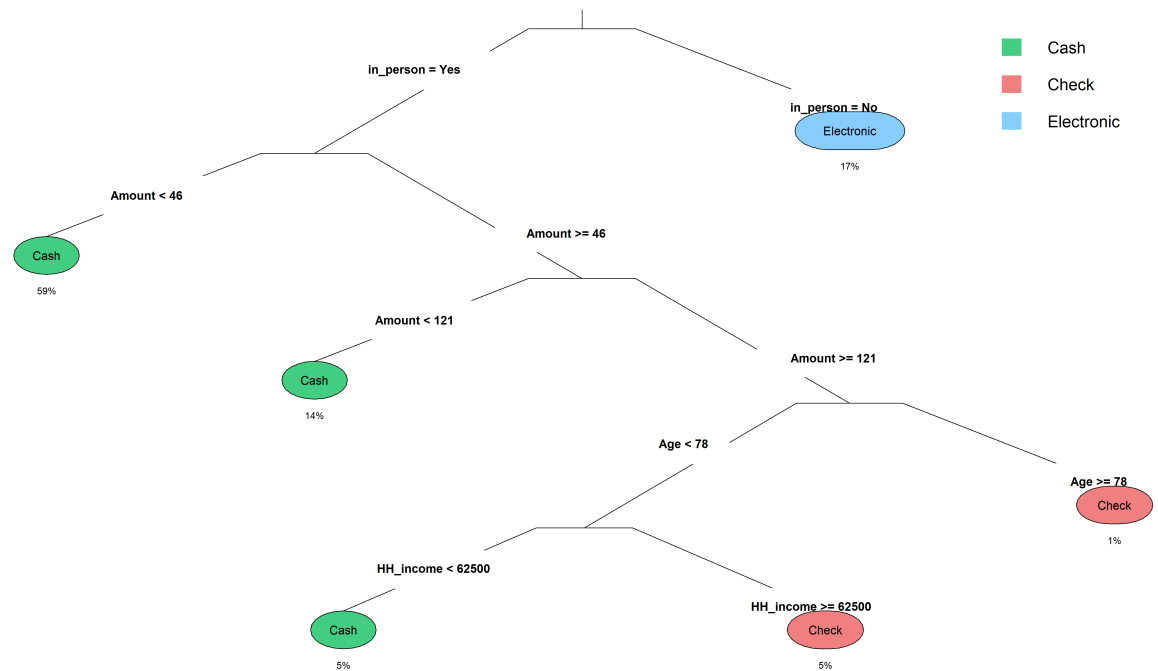 Cash
in_person = Yes
Check
in_person = No
Electronic
Electronic
17%
Amount < 46
Amount >= 46
Cash
59%
Amount < 121
Amount >= 121
Cash
14%
Age < 78
Age >= 78
Check
1%
HH_income < 62500
HH_income >= 62500
Cash
Check
5%
5%